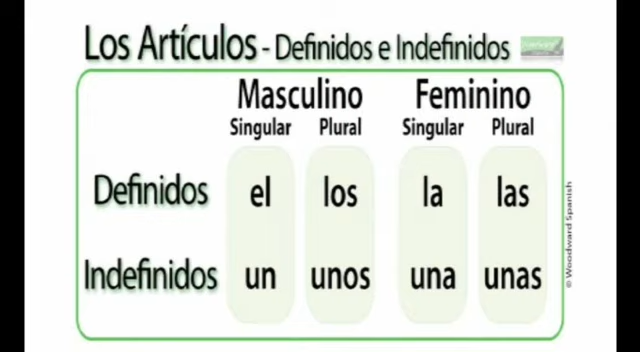 Los Artículos - Definidos e Indefinidos
Masculino Feminino
Singular Plural Singular Plural
Definidos el los la las
Indefinidos un unos una unas
© Woodward Spanish